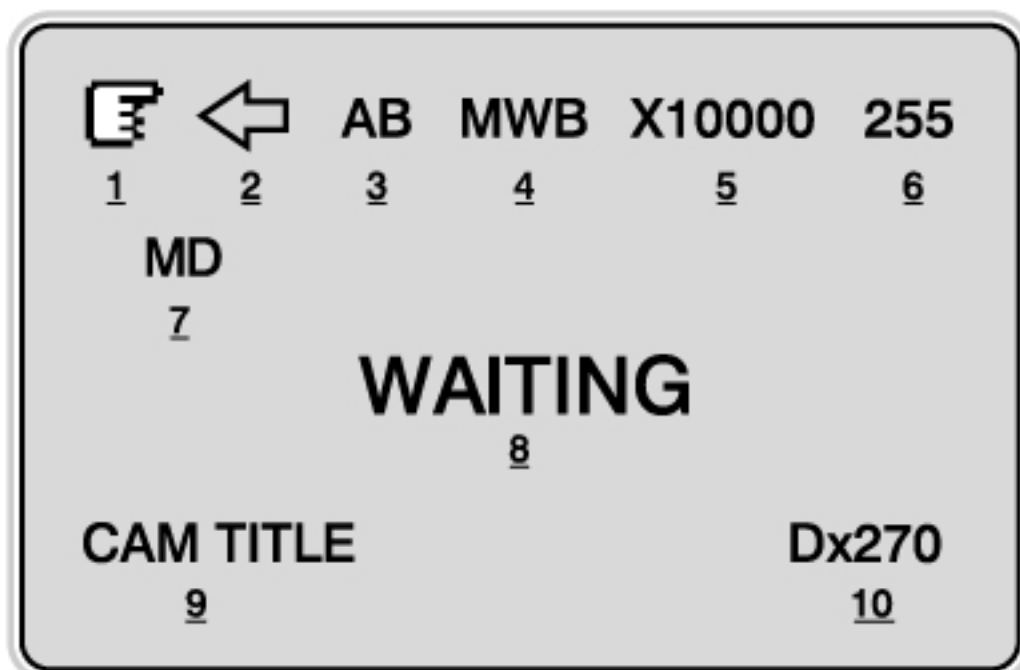 AB MWB X10000 255
1 2 3 4 5 6
MD
7
WAITING
8
CAM TITLE Dx270
9 10